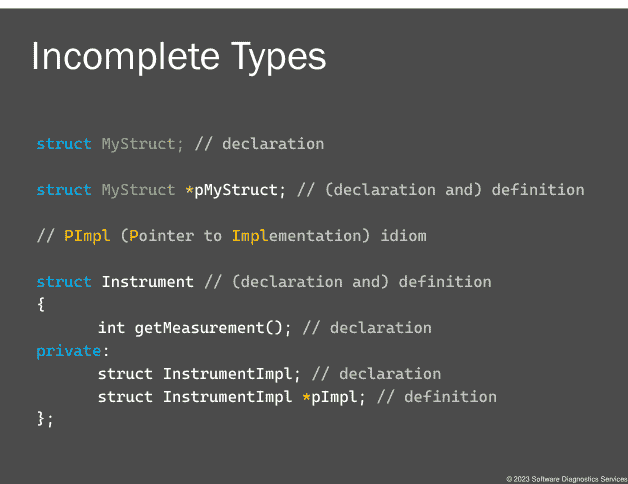 Incomplete Types
struct MyStruct; // declaration
struct MyStruct *pMyStruct; // (declaration and) definition
// PImpl (Pointer to Implementation) idiom
struct Instrument // (declaration and) definition
{
int getMeasurement(); // declaration
private:
struct InstrumentImpl; // declaration
struct InstrumentImpl *pImpl; // definition
};
© 2023 Software Diagnostics Services